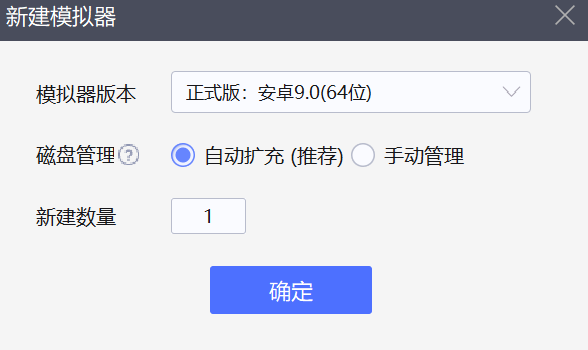 新建模拟器
模拟器版本 正式版：安卓9.0(64位)
磁盘管理 ? 自动扩充 (推荐) 手动管理
新建数量 1
确定